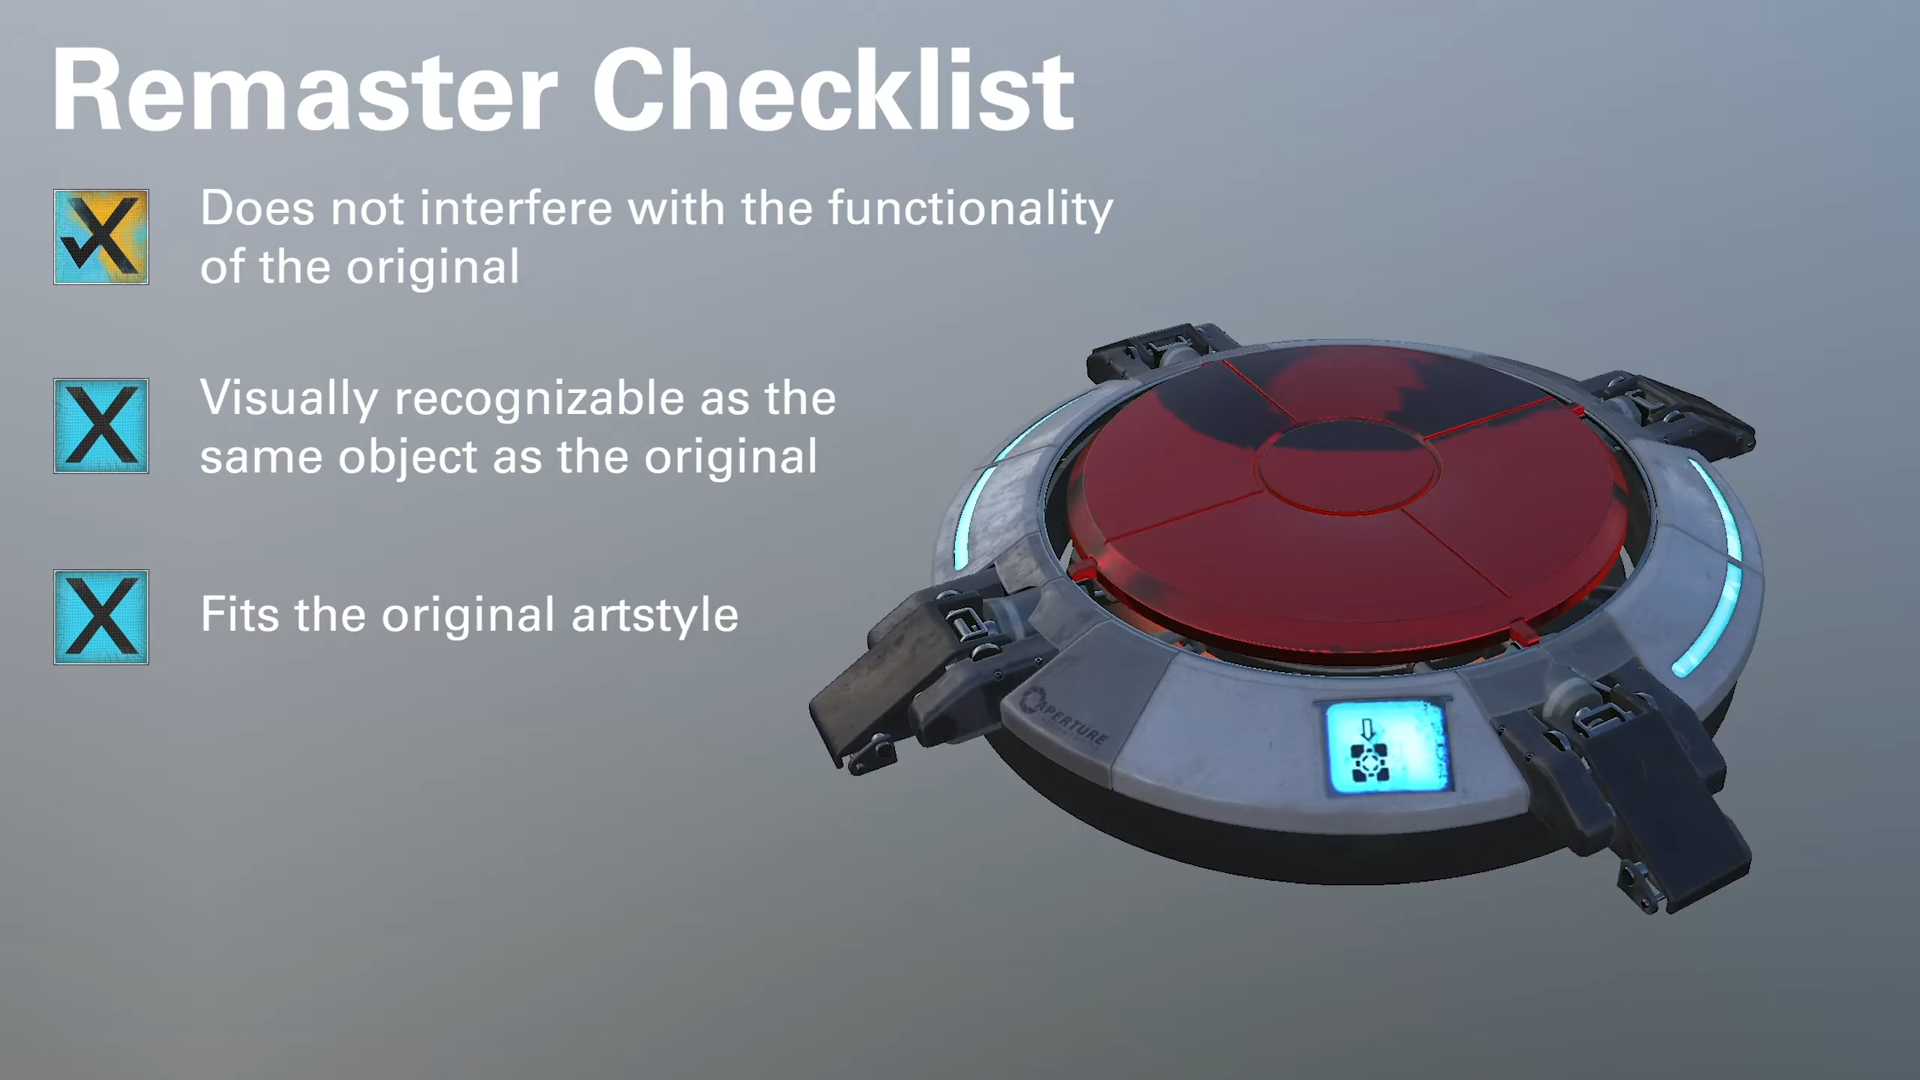 Remaster Checklist
Does not interfere with the functionality
of the original
Visually recognizable as the
same object as the original
Fits the original artstyle
APERTURE